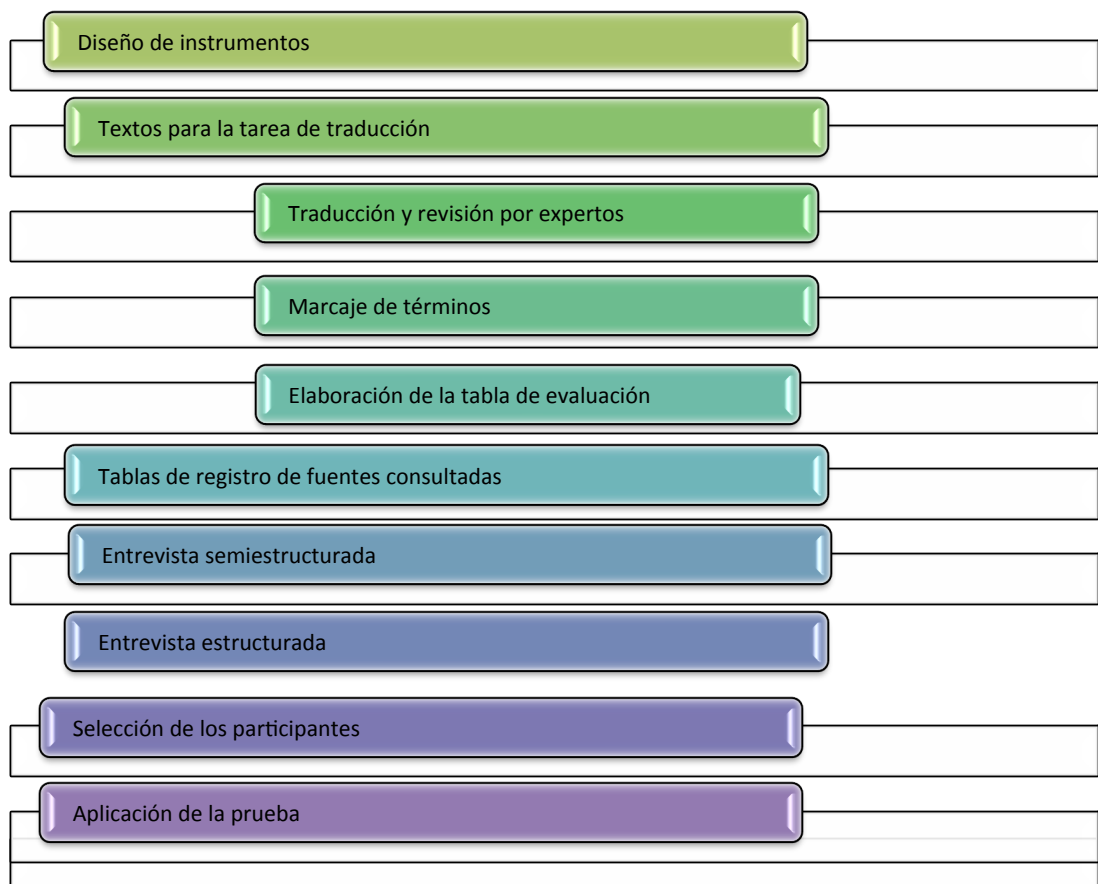 Diseño de instrumentos
Textos para la tarea de traducción
Traducción y revisión por expertos
Marcaje de términos
Elaboración de la tabla de evaluación
Tablas de registro de fuentes consultadas
Entrevista semiestructurada
Entrevista estructurada
Selección de los participantes
Aplicación de la prueba